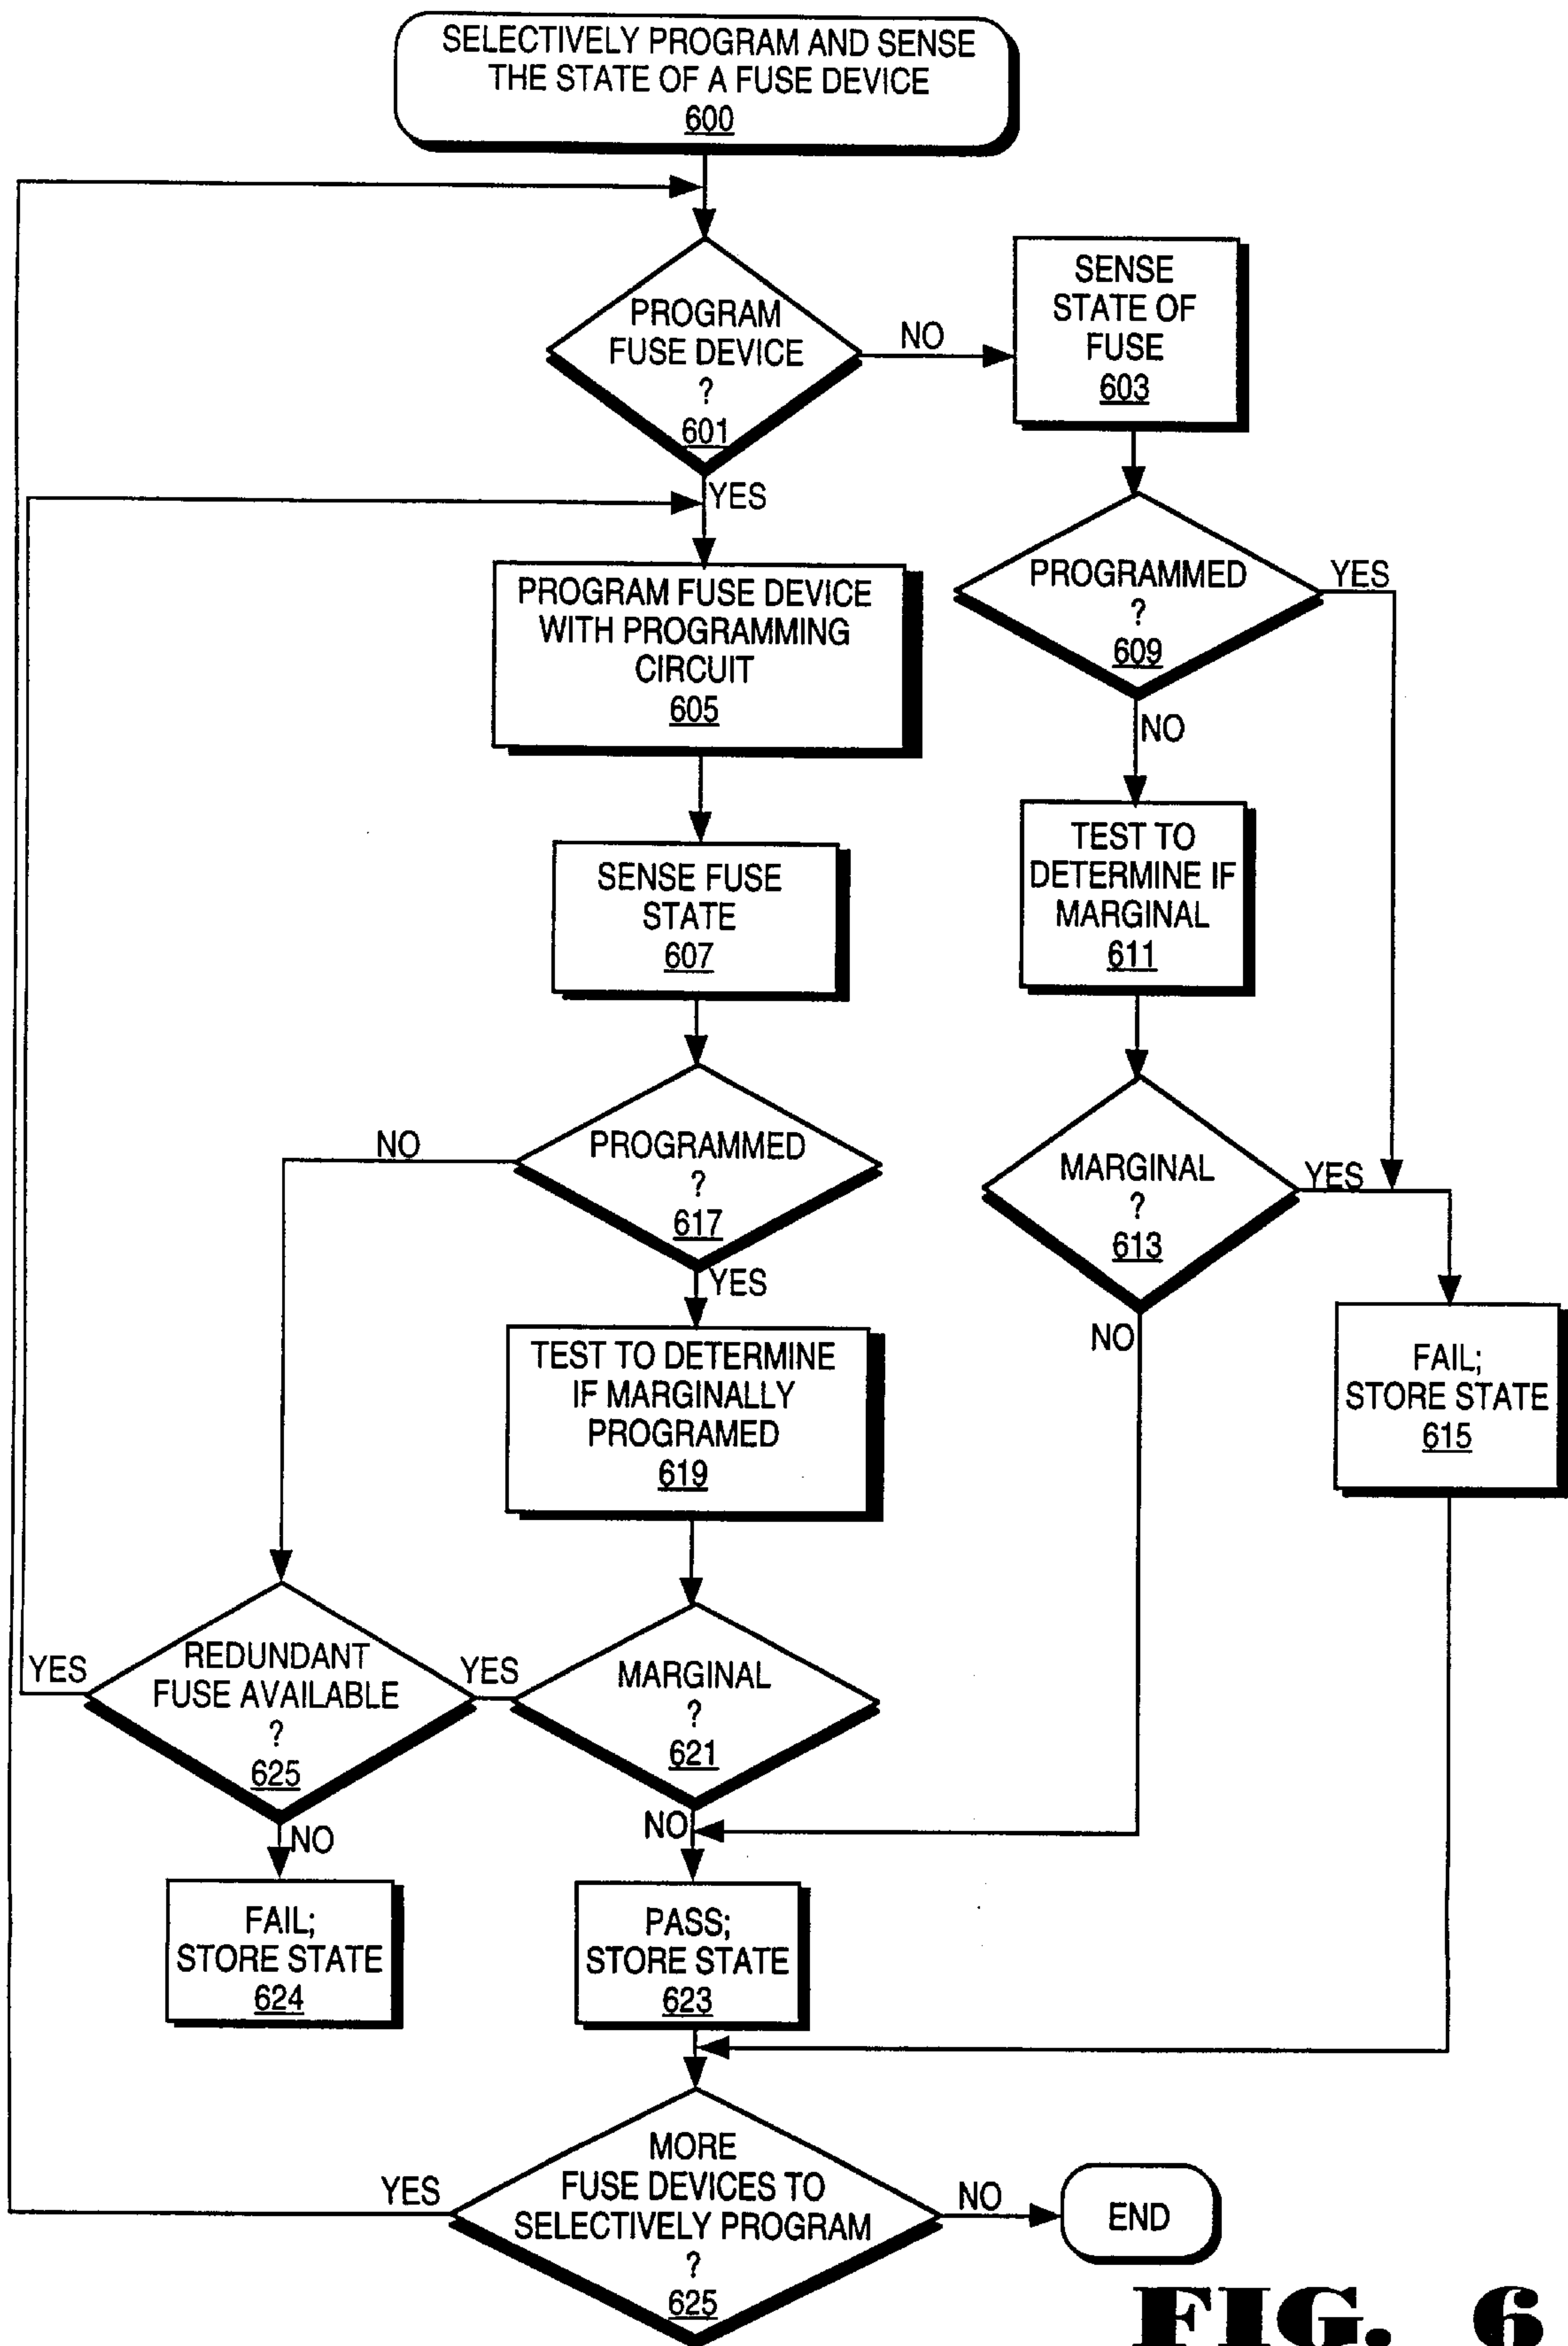 SELECTIVELY PROGRAM AND SENSE
THE STATE OF A FUSE DEVICE
600
PROGRAM
FUSE DEVICE
?
601
NO
SENSE
STATE OF
FUSE
603
YES
PROGRAM FUSE DEVICE
WITH PROGRAMMING
CIRCUIT
605
PROGRAMMED
?
609
YES
NO
SENSE FUSE
STATE
607
TEST TO
DETERMINE IF
MARGINAL
611
PROGRAMMED
?
617
NO
YES
MARGINAL
?
613
YES
NO
TEST TO DETERMINE
IF MARGINALLY
PROGRAMED
619
FAIL;
STORE STATE
615
REDUNDANT
FUSE AVAILABLE
?
625
YES
YES
NO
MARGINAL
?
621
NO
FAIL;
STORE STATE
624
PASS;
STORE STATE
623
MORE
FUSE DEVICES TO
SELECTIVELY PROGRAM
?
625
YES
NO
END
FIG. 6